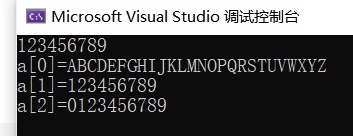 Microsoft Visual Studio 调试控制台
123456789
a[0]=ABCDEFGHIJKLMNOPQRSTUVWXYZ
a[1]=123456789
a[2]=0123456789